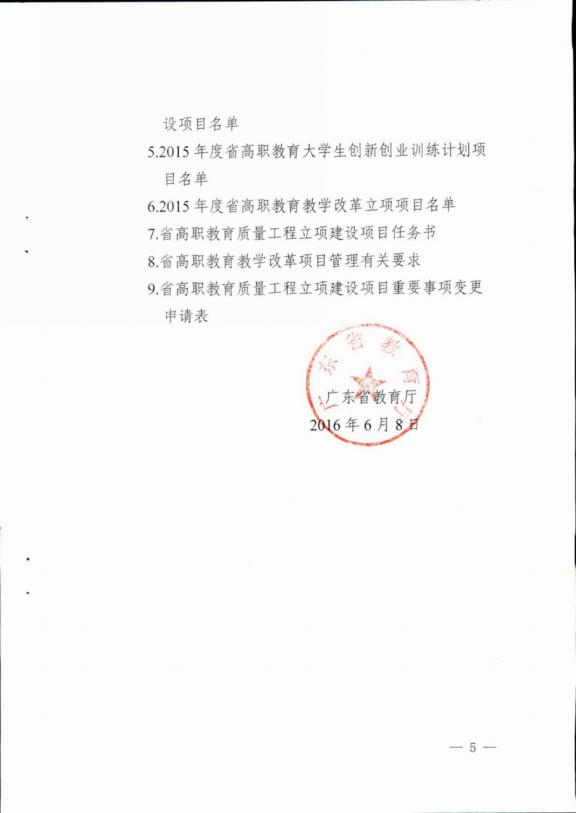 设项目名单
5.2015 年度省高职教育大学生创新创业训练计划项
目名单
6.2015 年度省高职教育教学改革立项项目名单
7.省高职教育质量工程立项建设项目任务书
8.省高职教育教学改革项目管理有关要求
9.省高职教育质量工程立项建设项目重要事项变更
申请表
广东省教育厅
广东省教育厅
2016 年 6 月 8 日
— 5 —